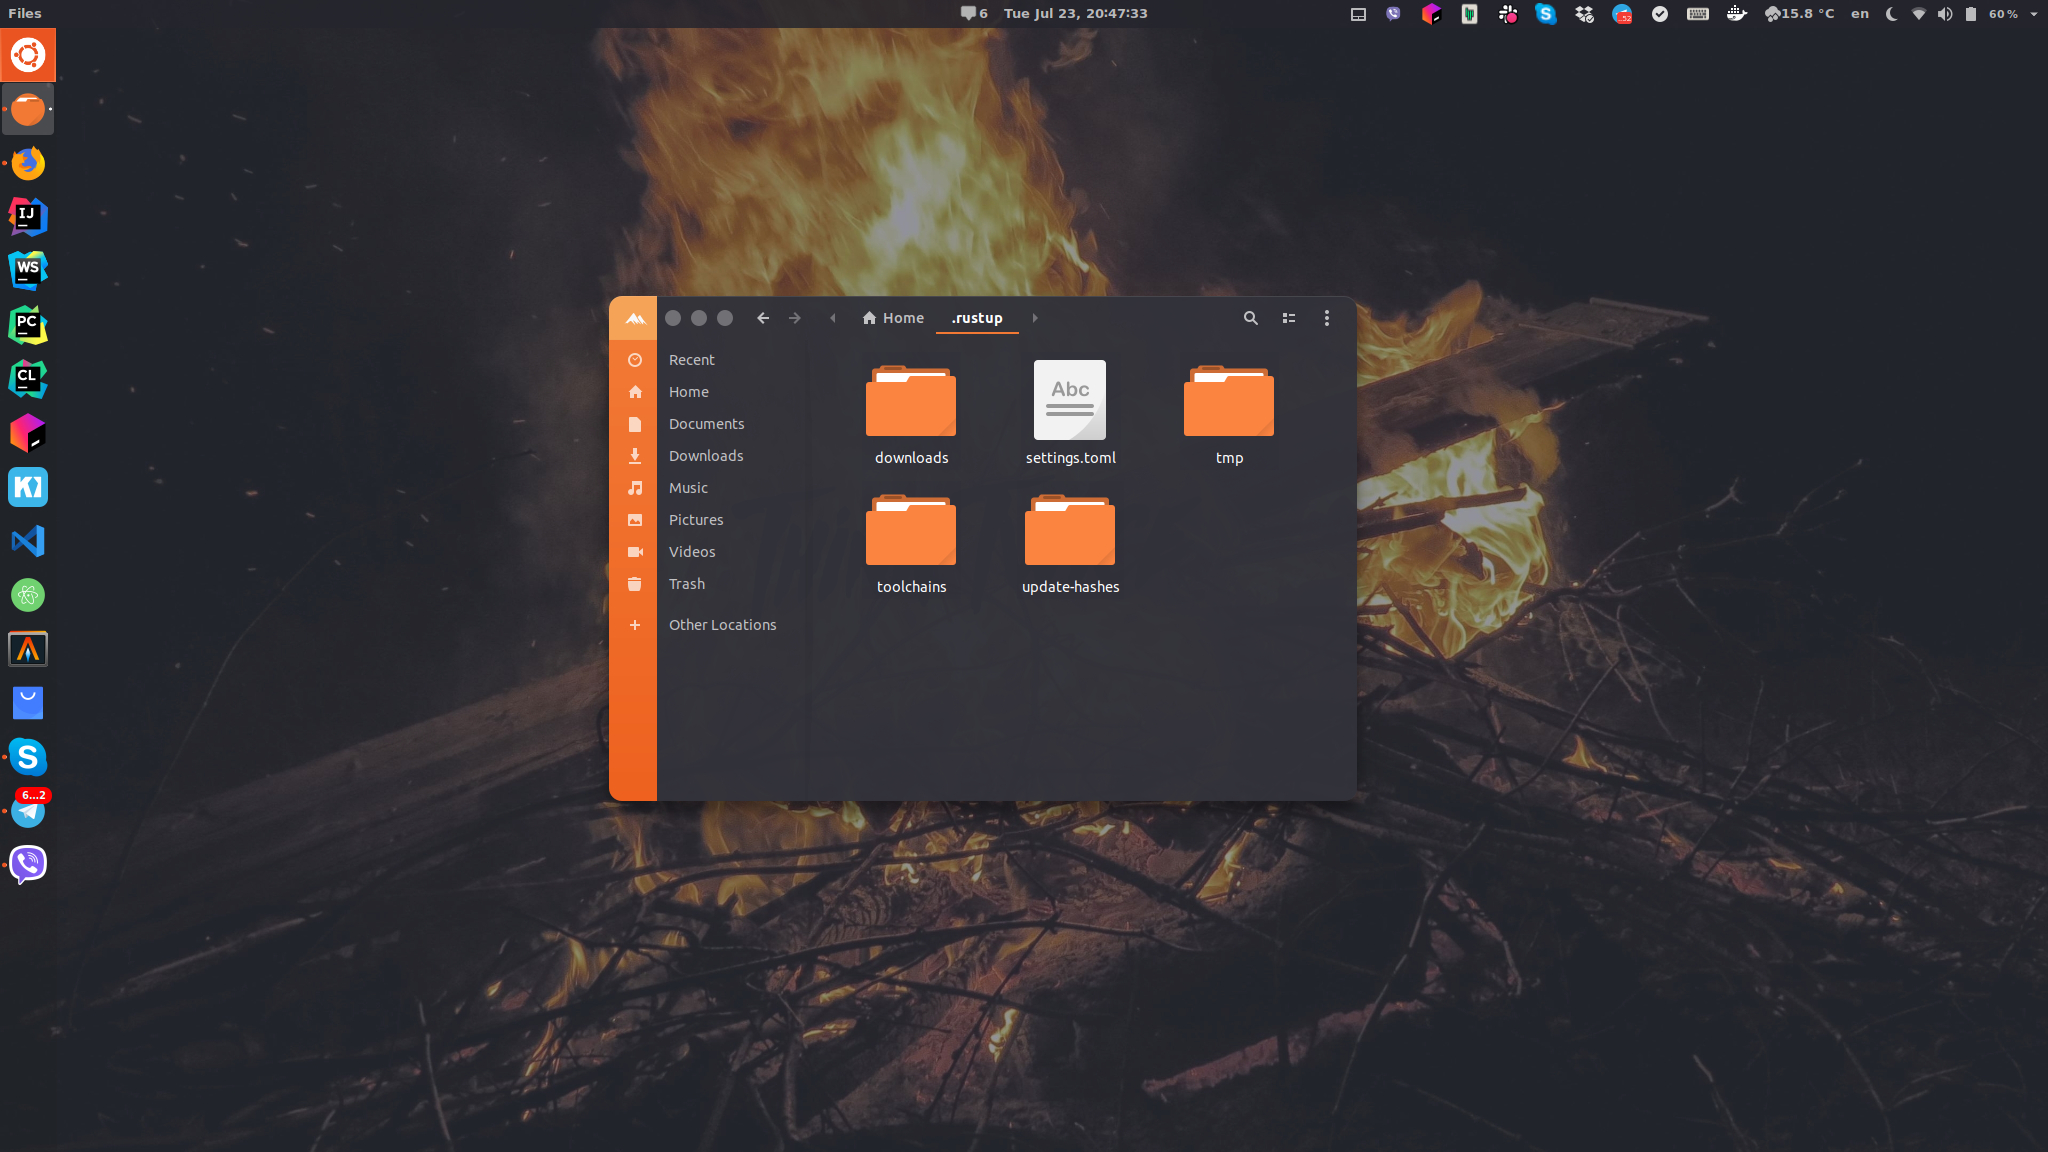 Files
6 Tue Jul 23, 20:47:33
52
15.8 °C
en
60 %
IJ
WS
PC
CL
6...2
Home
.rustup
Recent
Home
Documents
Downloads
Music
Pictures
Videos
Trash
Other Locations
downloads
Abc
settings.toml
tmp
toolchains
update-hashes